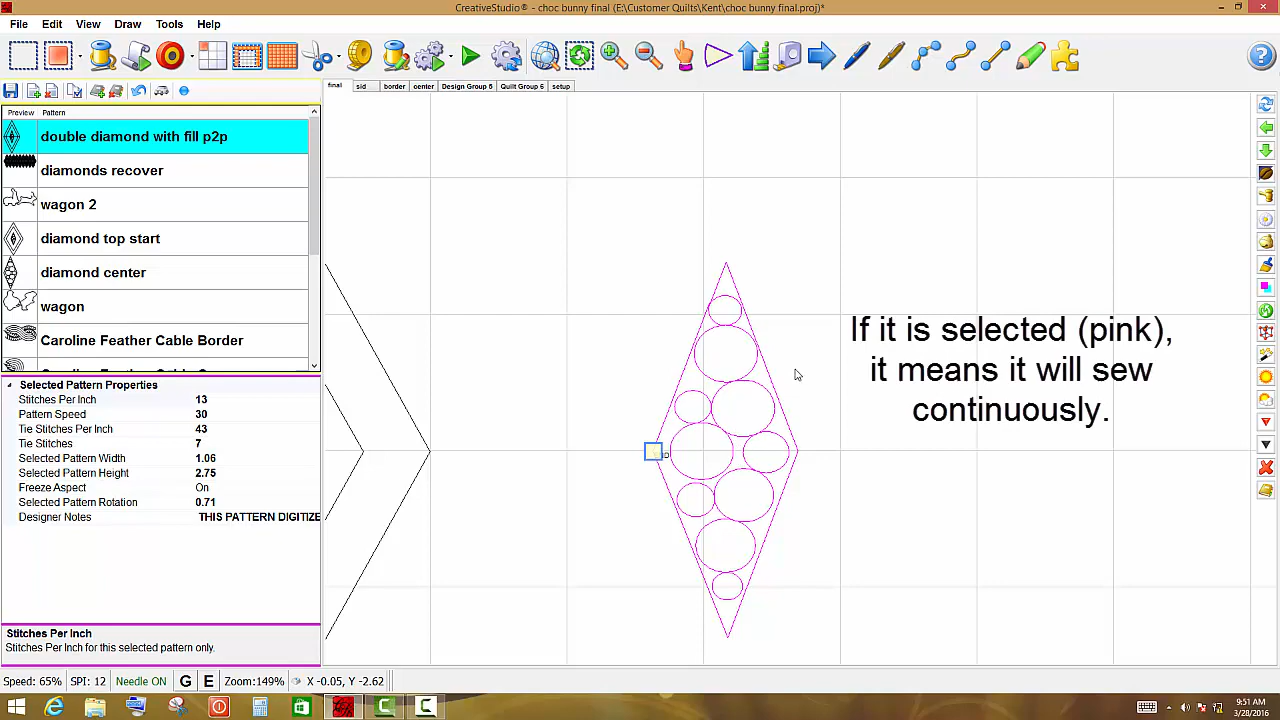 CreativeStudio® - choc bunny final (E:\Customer Quilts\Kent\choc bunny final.proj)*
File Edit View Draw Tools Help
final sid border center Design Group 8 Quilt Group 6 setup
Preview Pattern
double diamond with fill p2p
diamonds recover
wagon 2
diamond top start
diamond center
wagon
Caroline Feather Cable Border
Selected Pattern Properties
Stitches Per Inch 13
Pattern Speed 30
Tie Stitches Per Inch 43
Tie Stitches 7
Selected Pattern Width 1.06
Selected Pattern Height 2.75
Freeze Aspect On
Selected Pattern Rotation 0.71
Designer Notes THIS PATTERN DIGITIZE
If it is selected (pink),
it means it will sew
continuously.
Stitches Per Inch
Stitches Per Inch for this selected pattern only.
Speed: 65% SPI: 12 Needle ON G E Zoom:149% X -0.05, Y -2.62
9:51 AM
3/28/2016